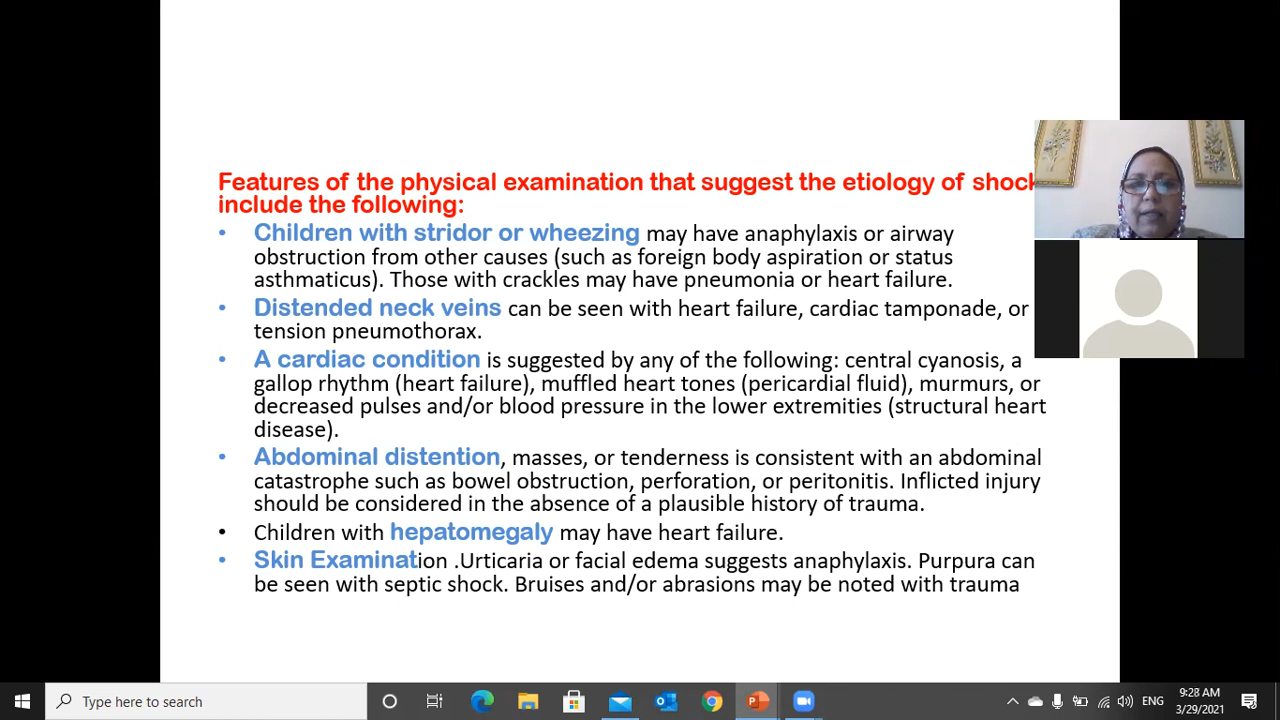 Features of the physical examination that suggest the etiology of shock
include the following:
• Children with stridor or wheezing may have anaphylaxis or airway
obstruction from other causes (such as foreign body aspiration or status
asthmaticus). Those with crackles may have pneumonia or heart failure.
• Distended neck veins can be seen with heart failure, cardiac tamponade, or
tension pneumothorax.
• A cardiac condition is suggested by any of the following: central cyanosis, a
gallop rhythm (heart failure), muffled heart tones (pericardial fluid), murmurs, or
decreased pulses and/or blood pressure in the lower extremities (structural heart
disease).
• Abdominal distention, masses, or tenderness is consistent with an abdominal
catastrophe such as bowel obstruction, perforation, or peritonitis. Inflicted injury
should be considered in the absence of a plausible history of trauma.
• Children with hepatomegaly may have heart failure.
• Skin Examination .Urticaria or facial edema suggests anaphylaxis. Purpura can
be seen with septic shock. Bruises and/or abrasions may be noted with trauma
Type here to search
ENG
9:28 AM
3/29/2021